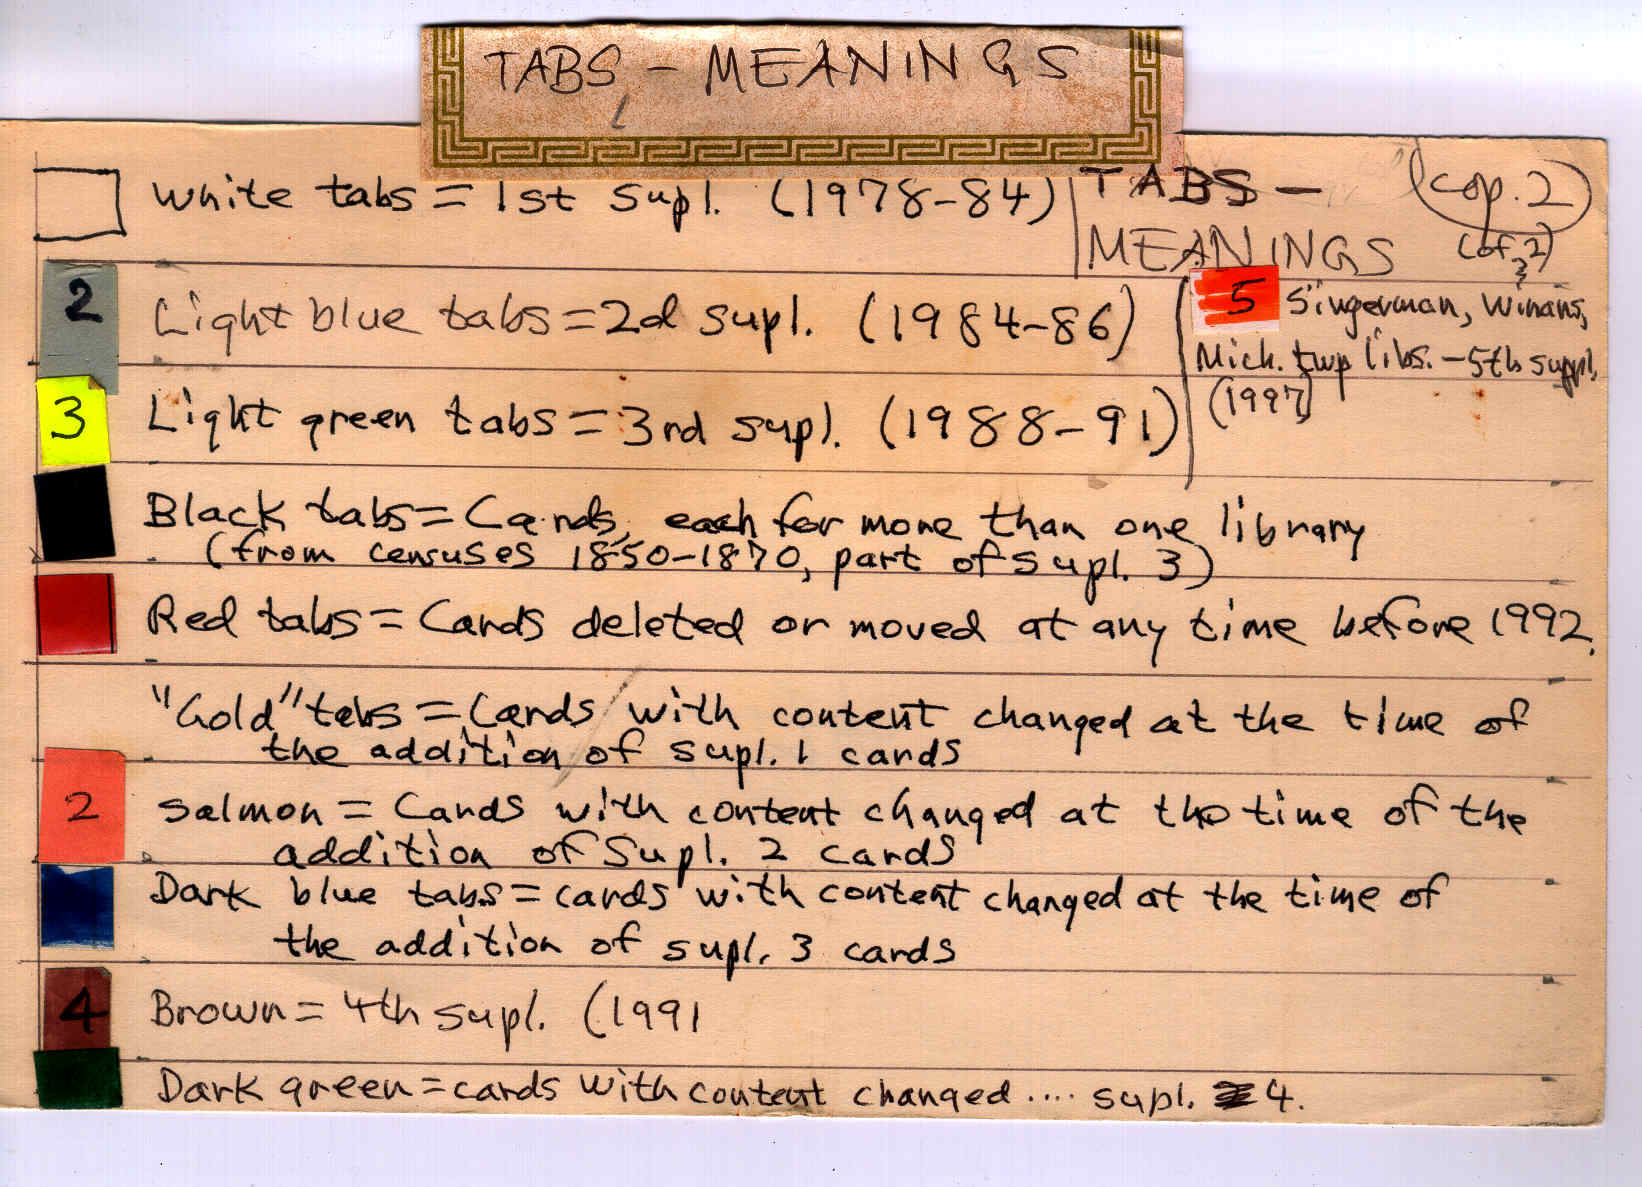 TABS - MEANINGS
White tabs = 1st supl. (1978-84)
TABS -
MEANINGS
cop. 2
(of 2)
2
Light blue tabs = 2d supl. (1984-86)
5 Singerman, Winans,
Mich. twp libs. - 5th suppl.
(1997)
3
Light green tabs = 3rd supl. (1988-91)
Black tabs = Cards, each for more than one library
(from censuses 1850-1870, part of supl. 3)
Red tabs = Cards deleted or moved at any time before 1992.
"Gold" tabs = Cards with content changed at the time of
the addition of supl. 1 cards
2
Salmon = Cards with content changed at the time of the
addition of Supl. 2 cards
Dark blue tabs = cards with content changed at the time of
the addition of supl. 3 cards
4
Brown = 4th supl. (1991
Dark green = cards with content changed .... supl. 4.